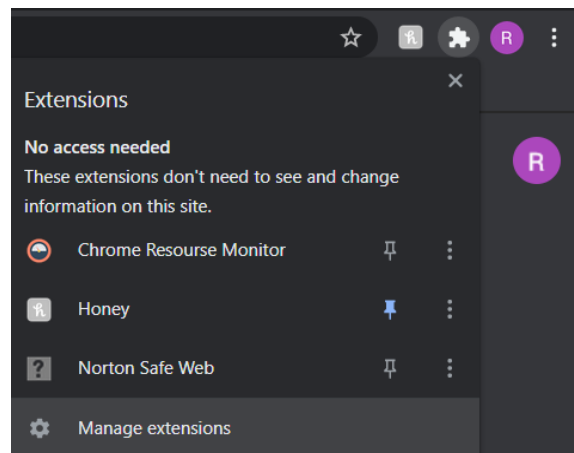 R
Extensions
No access needed
These extensions don't need to see and change
information on this site.
R
Chrome Resourse Monitor
h Honey
? Norton Safe Web
Manage extensions